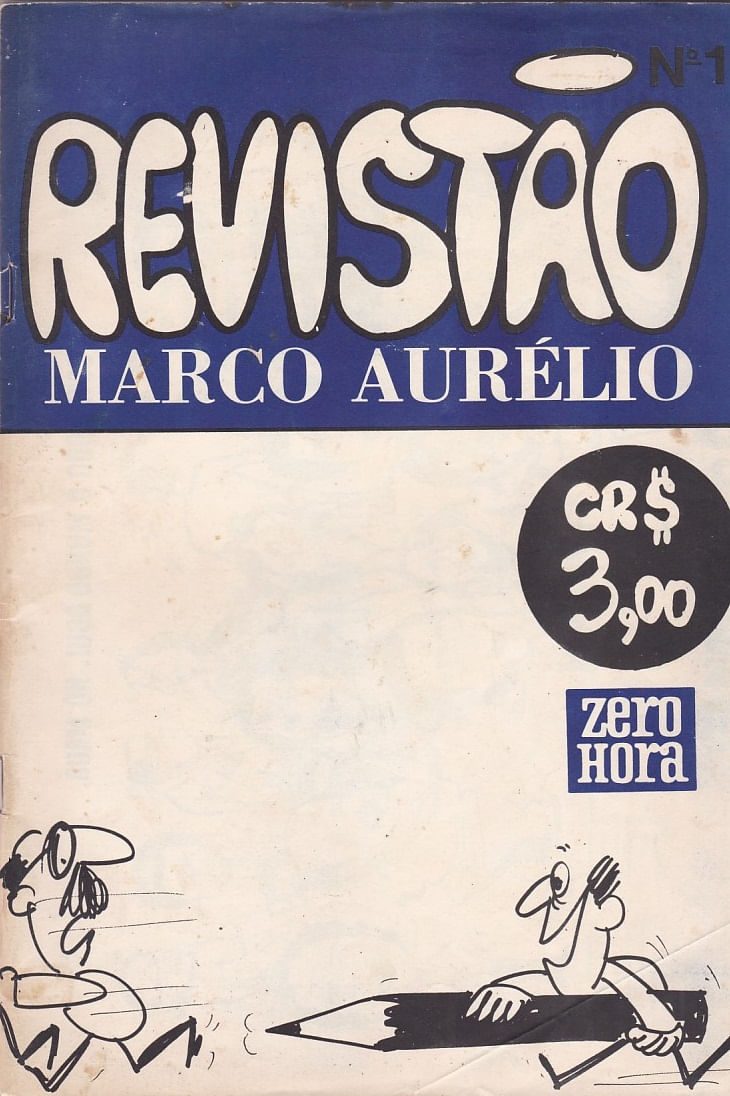 Nº1
REVISTÃO
MARCO AURÉLIO
CR$
3,00
zero
Hora